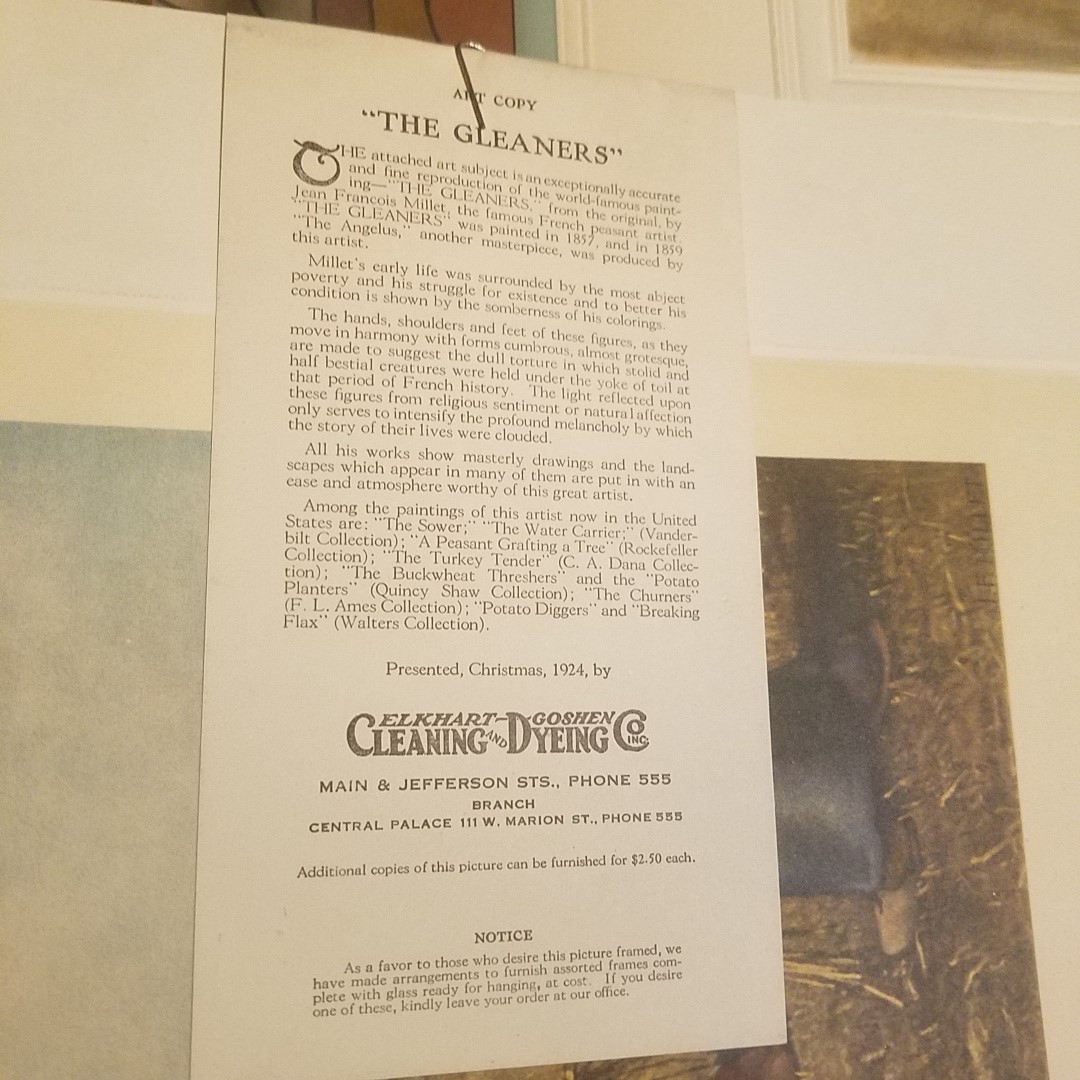 ART COPY
"THE GLEANERS"
THE attached art subject is an exceptionally accurate
and fine reproduction of the world-famous paint-
ing—"THE GLEANERS," from the original, by
Jean Francois Millet, the famous French peasant artist.
"THE GLEANERS" was painted in 1857, and in 1859
"The Angelus," another masterpiece, was produced by
this artist.
Millet's early life was surrounded by the most abject
poverty and his struggle for existence and to better his
condition is shown by the somberness of his colorings.
The hands, shoulders and feet of these figures, as they
move in harmony with forms cumbrous, almost grotesque,
are made to suggest the dull torture in which stolid and
half bestial creatures were held under the yoke of toil at
that period of French history. The light reflected upon
these figures from religious sentiment or natural affection
only serves to intensify the profound melancholy by which
the story of their lives were clouded.
All his works show masterly drawings and the land-
scapes which appear in many of them are put in with an
ease and atmosphere worthy of this great artist.
Among the paintings of this artist now in the United
States are: "The Sower;" "The Water Carrier;" (Vander-
bilt Collection); "A Peasant Grafting a Tree" (Rockefeller
Collection); "The Turkey Tender" (C. A. Dana Collec-
tion); "The Buckwheat Threshers" and the "Potato
Planters" (Quincy Shaw Collection); "The Churners"
(F. L. Ames Collection); "Potato Diggers" and "Breaking
Flax" (Walters Collection).
Presented, Christmas, 1924, by
ELKHART-GOSHEN
CLEANING AND DYEING CO INC.
MAIN & JEFFERSON STS., PHONE 555
BRANCH
CENTRAL PALACE 111 W. MARION ST., PHONE 555
Additional copies of this picture can be furnished for $2.50 each.
NOTICE
As a favor to those who desire this picture framed, we
have made arrangements to furnish assorted frames com-
plete with glass ready for hanging, at cost. If you desire
one of these, kindly leave your order at our office.